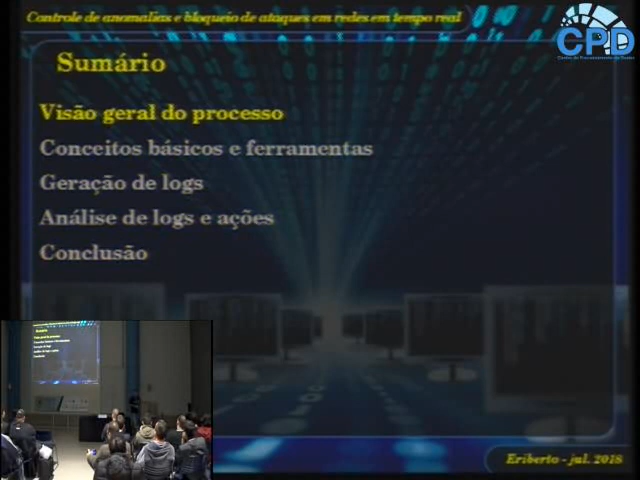 Controle de anomalias e bloqueio de ataques em redes em tempo real
CPD
Sumário
Visão geral do processo
Conceitos básicos e ferramentas
Geração de logs
Análise de logs e ações
Conclusão
Eriberto - jul. 2018